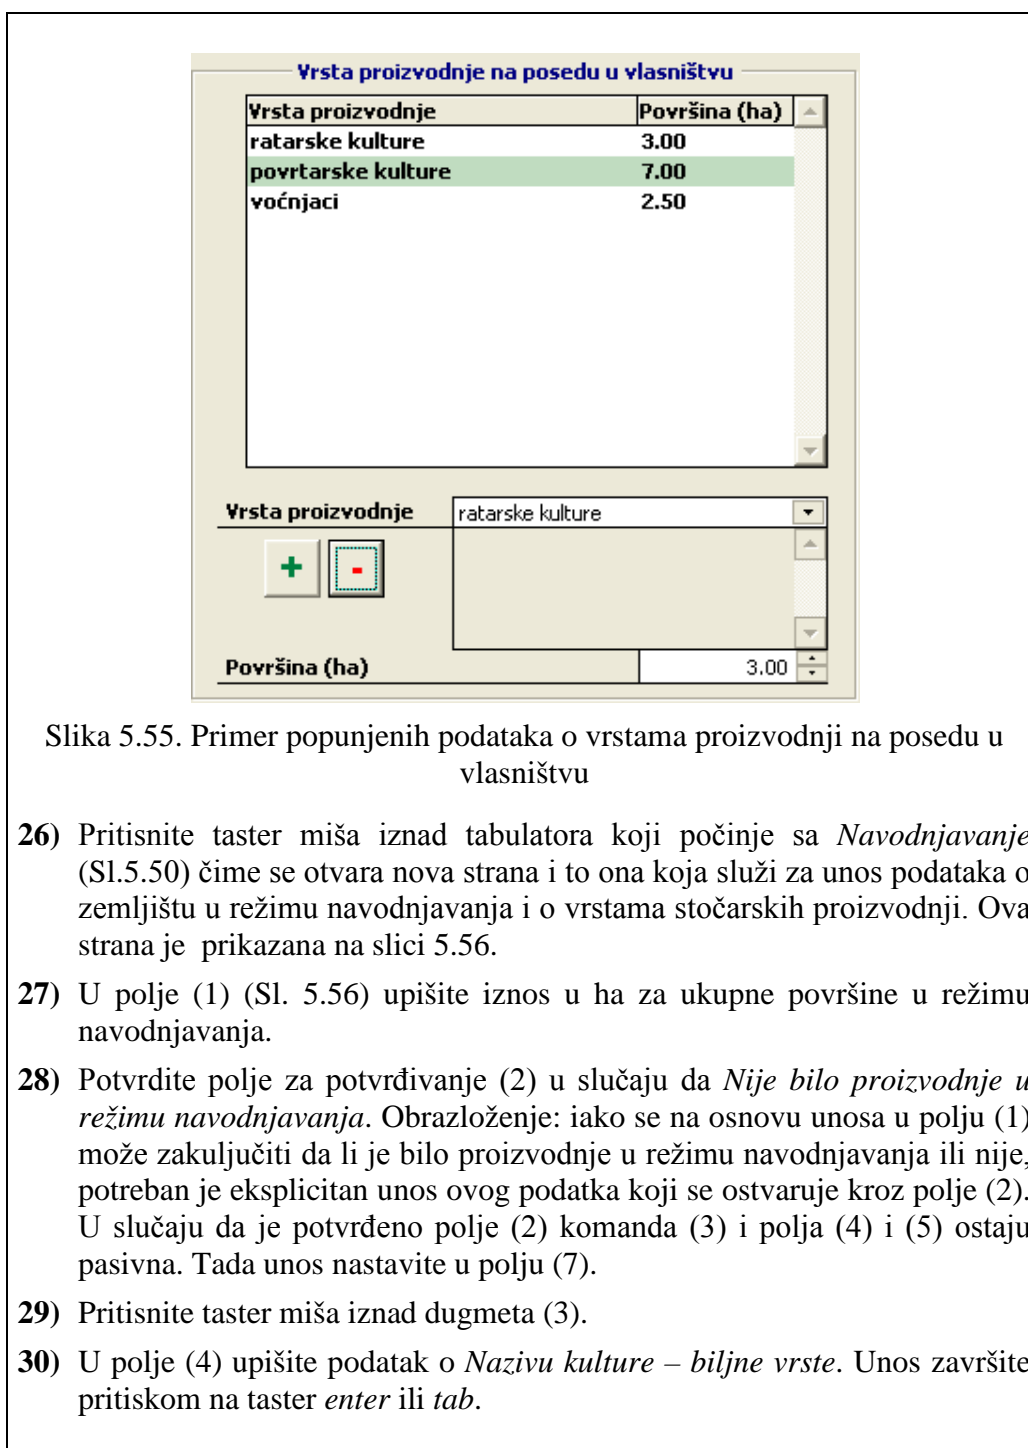 Vrsta proizvodnje na posedu u vlasništvu
Vrsta proizvodnje Površina (ha)
ratarske kulture 3.00
povrtarske kulture 7.00
voćnjaci 2.50
Vrsta proizvodnje ratarske kulture
+ -
Površina (ha) 3.00
Slika 5.55. Primer popunjenih podataka o vrstama proizvodnji na posedu u
vlasništvu
26) Pritisnite taster miša iznad tabulatora koji počinje sa Navodnjavanje
(Sl.5.50) čime se otvara nova strana i to ona koja služi za unos podataka o
zemljištu u režimu navodnjavanja i o vrstama stočarskih proizvodnji. Ova
strana je prikazana na slici 5.56.
27) U polje (1) (Sl. 5.56) upišite iznos u ha za ukupne površine u režimu
navodnjavanja.
28) Potvrdite polje za potvrđivanje (2) u slučaju da Nije bilo proizvodnje u
režimu navodnjavanja. Obrazloženje: iako se na osnovu unosa u polju (1)
može zakuljučiti da li je bilo proizvodnje u režimu navodnjavanja ili nije,
potreban je eksplicitan unos ovog podatka koji se ostvaruje kroz polje (2).
U slučaju da je potvrđeno polje (2) komanda (3) i polja (4) i (5) ostaju
pasivna. Tada unos nastavite u polju (7).
29) Pritisnite taster miša iznad dugmeta (3).
30) U polje (4) upišite podatak o Nazivu kulture – biljne vrste. Unos završite
pritiskom na taster enter ili tab.